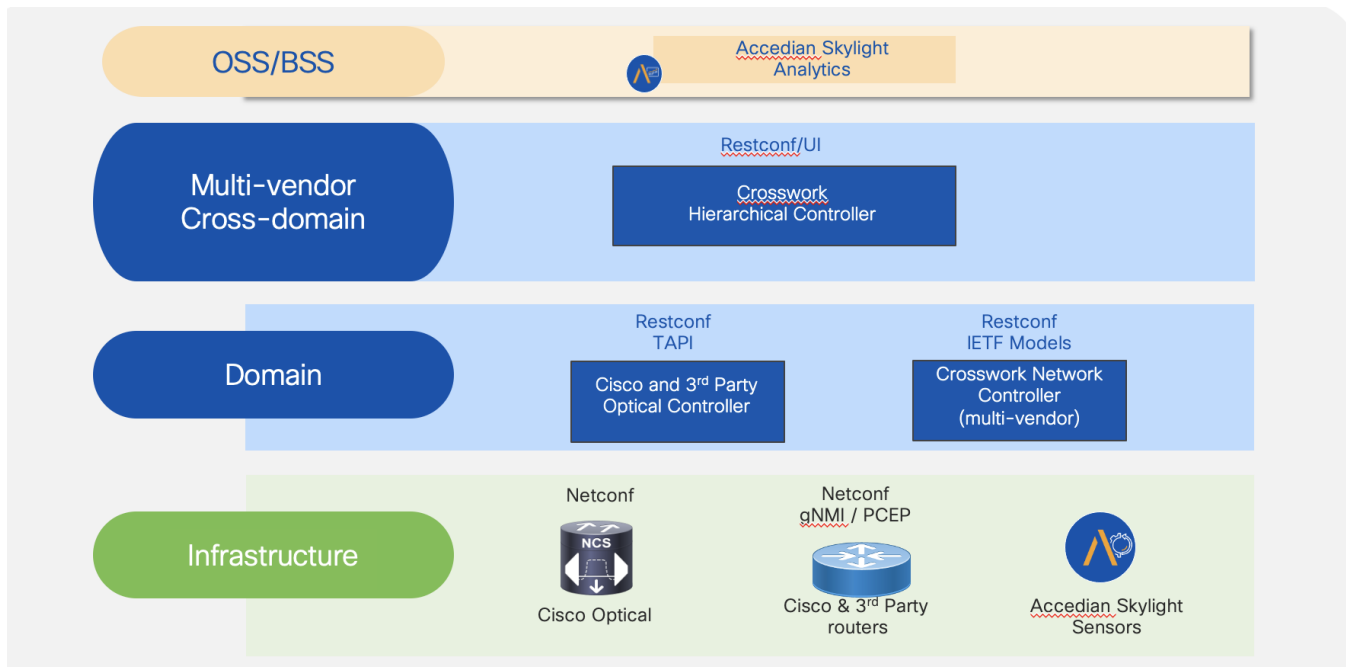 OSS/BSS
Accedian Skylight
Analytics
Multi-vendor
Cross-domain
Restconf/UI
Crosswork
Hierarchical Controller
Domain
Restconf
TAPI
Cisco and 3rd Party
Optical Controller
Restconf
IETF Models
Crosswork Network
Controller
(multi-vendor)
Infrastructure
Netconf
NCS
Cisco Optical
Netconf
gNMI / PCEP
Cisco & 3rd Party
routers
Accedian Skylight
Sensors